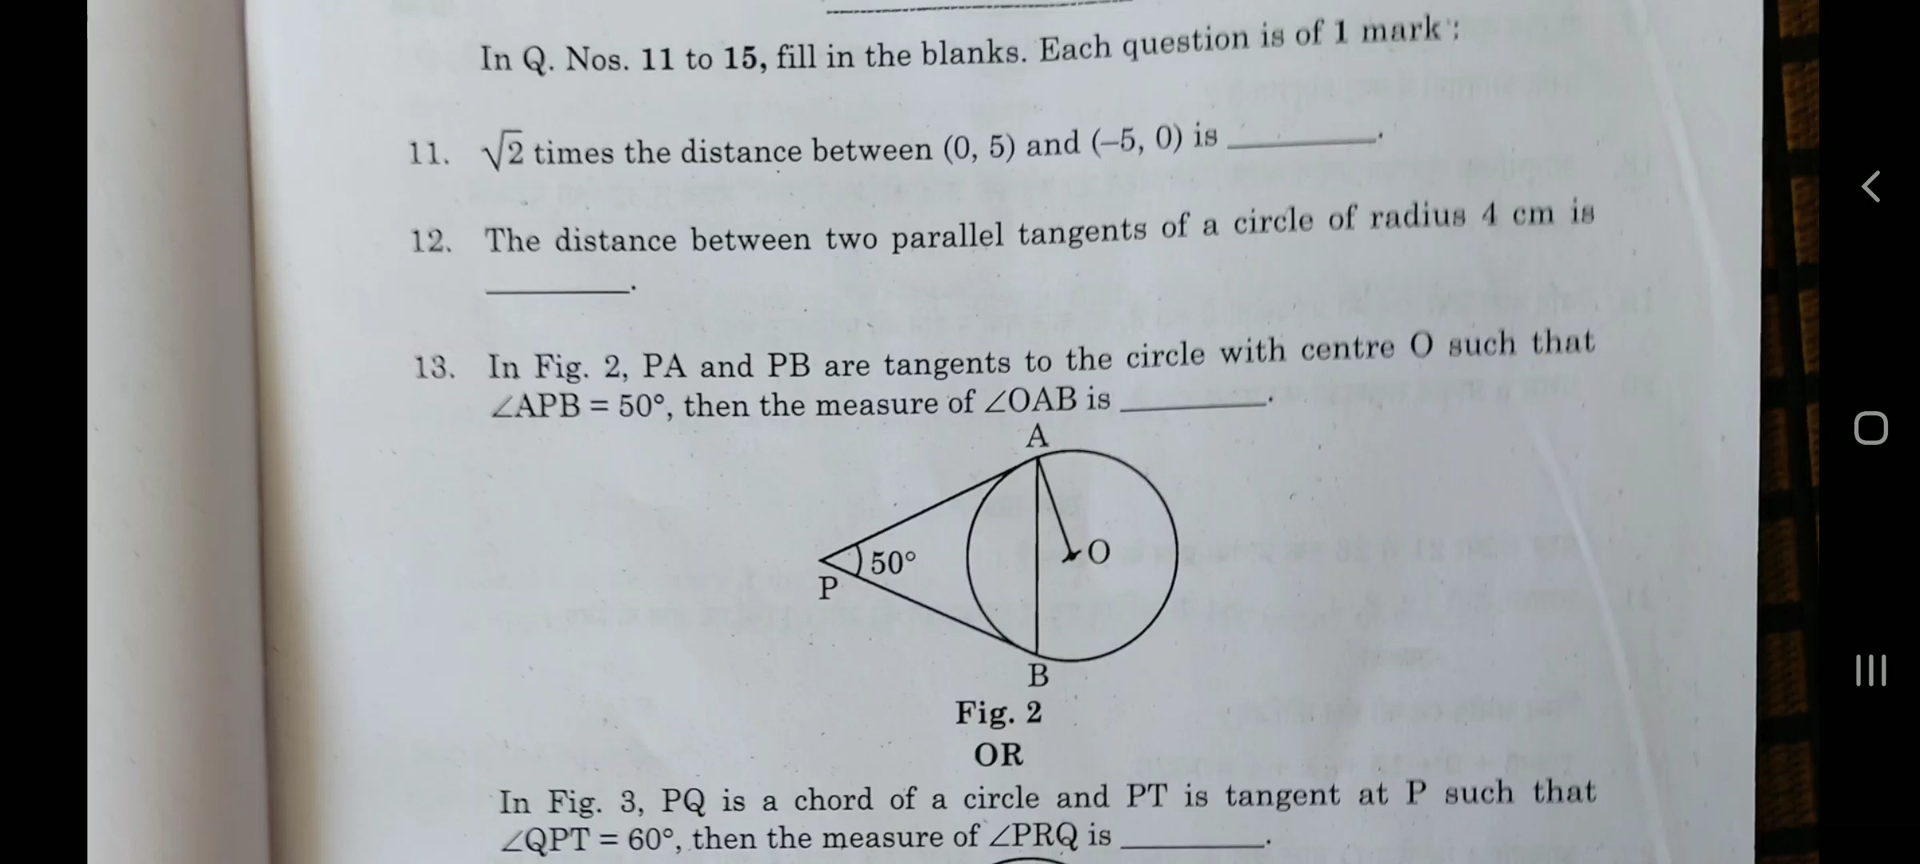 In Q. Nos. 11 to 15, fill in the blanks. Each question is of 1 mark :
11. √2 times the distance between (0, 5) and (–5, 0) is ________.
12. The distance between two parallel tangents of a circle of radius 4 cm is
________.
13. In Fig. 2, PA and PB are tangents to the circle with centre O such that
∠APB = 50°, then the measure of ∠OAB is ________.
A
50°
O
P
B
Fig. 2
OR
In Fig. 3, PQ is a chord of a circle and PT is tangent at P such that
∠QPT = 60°, then the measure of ∠PRQ is ________.